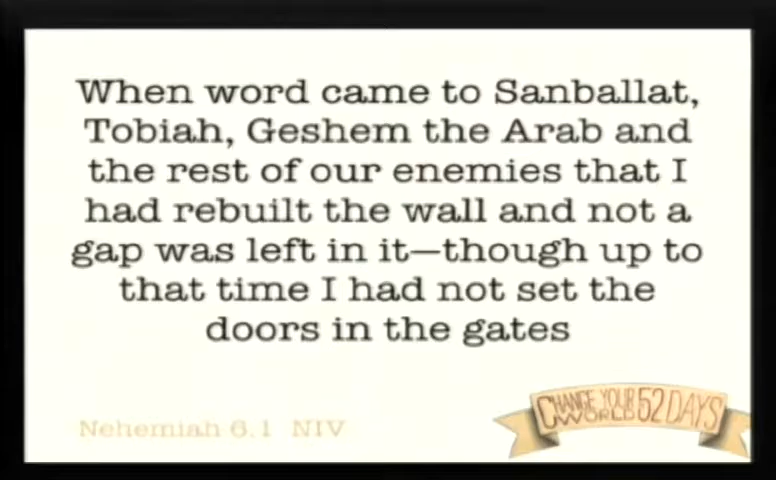 When word came to Sanballat,
Tobiah, Geshem the Arab and
the rest of our enemies that I
had rebuilt the wall and not a
gap was left in it—though up to
that time I had not set the
doors in the gates
Nehemiah 6.1 NIV
CHANGE YOUR WORLD 52 DAYS